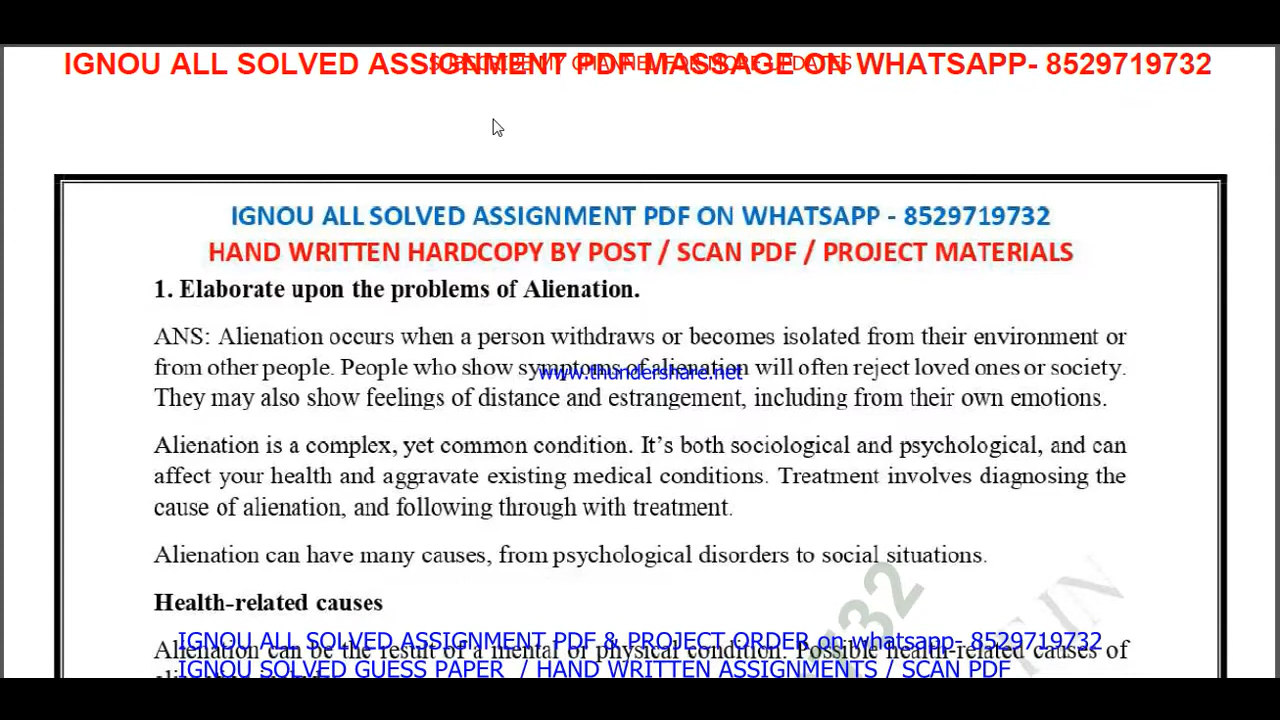 IGNOU ALL SOLVED ASSIGNMENT PDF MASSAGE ON WHATSAPP- 8529719732
SUBSCRIBE MY CHANNEL FOR MORE UPDATES
IGNOU ALL SOLVED ASSIGNMENT PDF ON WHATSAPP - 8529719732
HAND WRITTEN HARDCOPY BY POST / SCAN PDF / PROJECT MATERIALS
1. Elaborate upon the problems of Alienation.
ANS: Alienation occurs when a person withdraws or becomes isolated from their environment or
from other people. People who show symptoms of alienation will often reject loved ones or society.
www.thundershare.net
They may also show feelings of distance and estrangement, including from their own emotions.
Alienation is a complex, yet common condition. It's both sociological and psychological, and can
affect your health and aggravate existing medical conditions. Treatment involves diagnosing the
cause of alienation, and following through with treatment.
Alienation can have many causes, from psychological disorders to social situations.
Health-related causes
IGNOU ALL SOLVED ASSIGNMENT PDF & PROJECT ORDER on whatsapp- 8529719732
Alienation can be the result of a mental or physical condition. Possible health-related causes of
IGNOU SOLVED GUESS PAPER / HAND WRITTEN ASSIGNMENTS / SCAN PDF